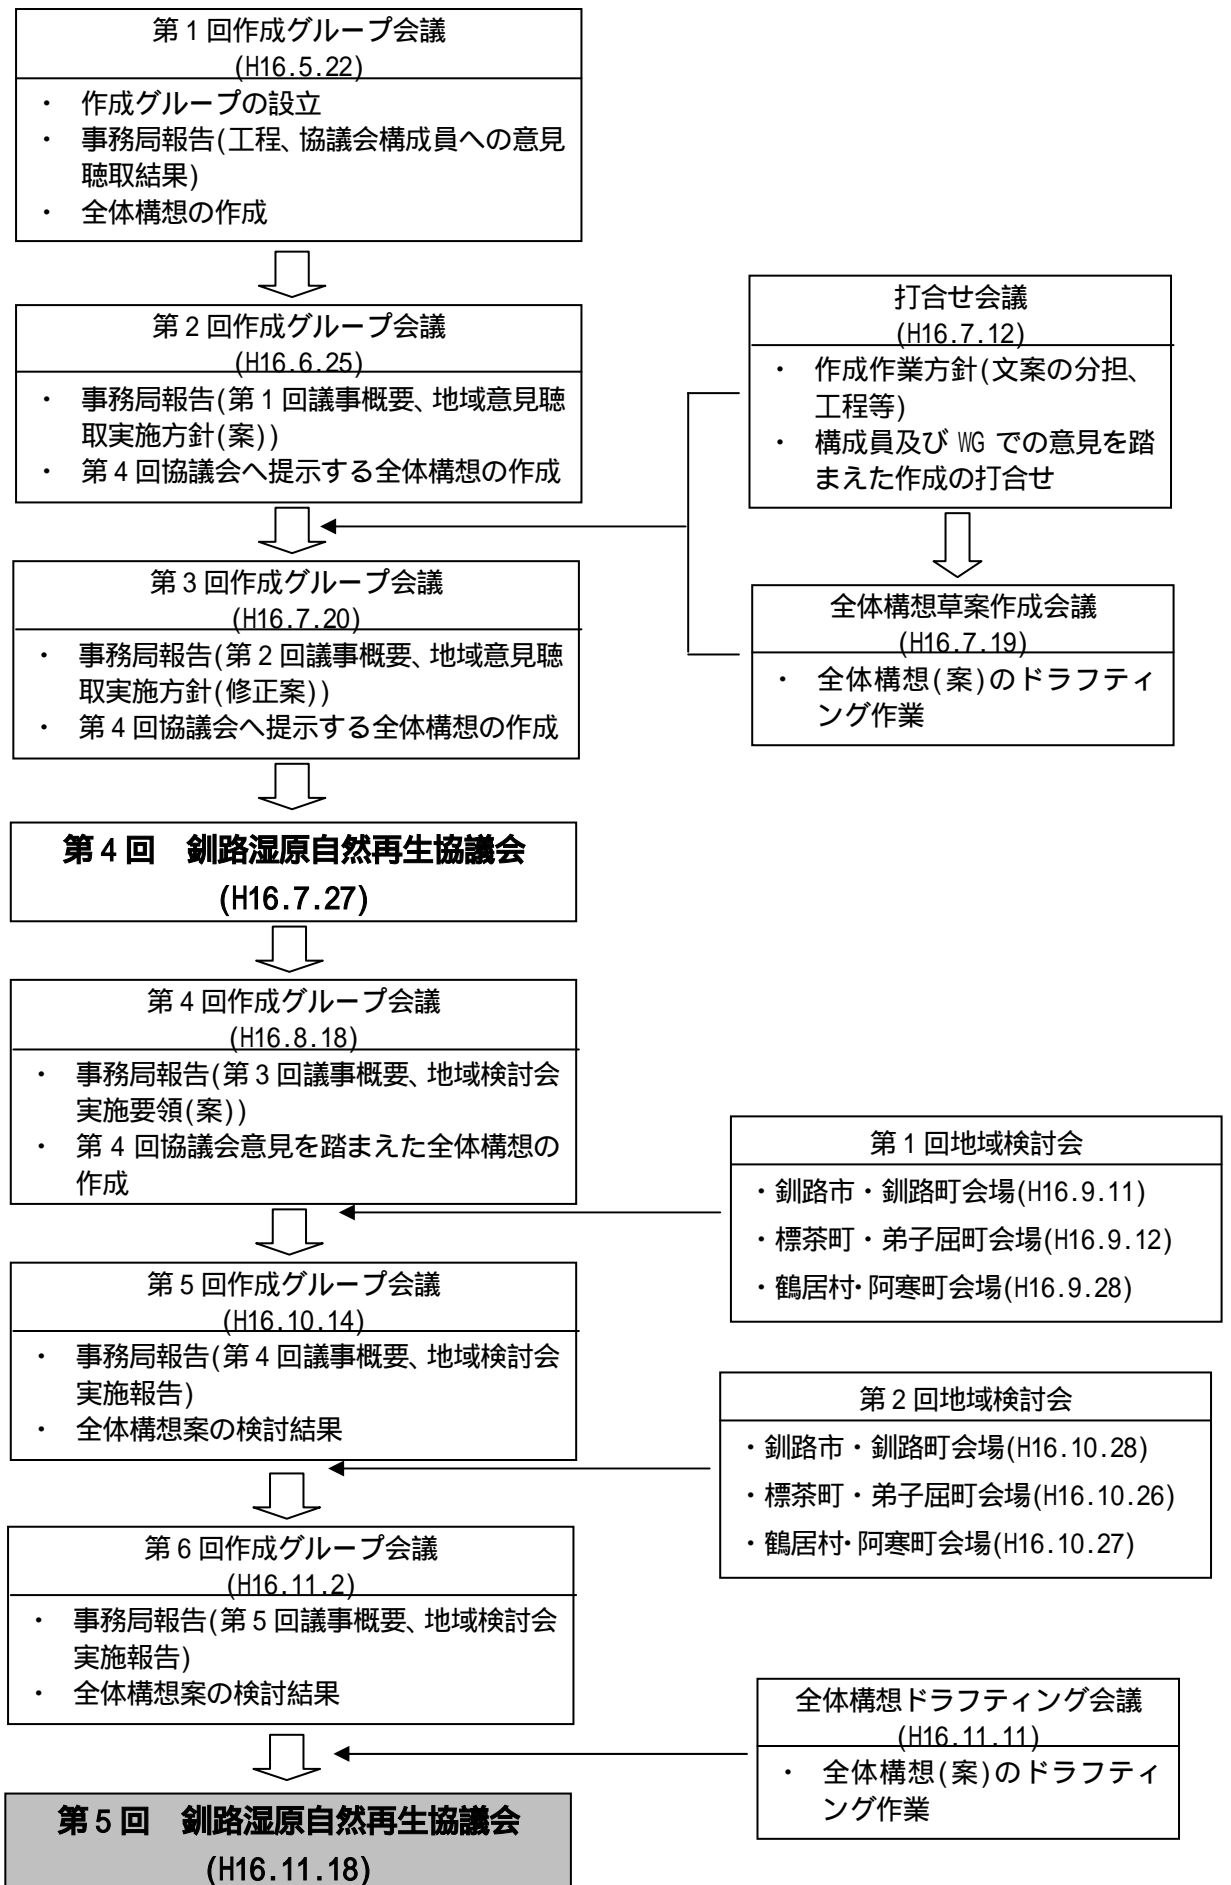 第1回作成グループ会議
(H16.5.22)
・ 作成グループの設立
・ 事務局報告(工程、協議会構成員への意見
聴取結果)
・ 全体構想の作成
第2回作成グループ会議
(H16.6.25)
・ 事務局報告(第1回議事概要、地域意見聴
取実施方針(案))
・ 第4回協議会へ提示する全体構想の作成
打合せ会議
(H16.7.12)
・ 作成作業方針(文案の分担、
工程等)
・ 構成員及び WG での意見を踏
まえた作成の打合せ
全体構想草案作成会議
(H16.7.19)
・ 全体構想(案)のドラフティ
ング作業
第3回作成グループ会議
(H16.7.20)
・ 事務局報告(第2回議事概要、地域意見聴
取実施方針(修正案))
・ 第4回協議会へ提示する全体構想の作成
第4回 釧路湿原自然再生協議会
(H16.7.27)
第4回作成グループ会議
(H16.8.18)
・ 事務局報告(第3回議事概要、地域検討会
実施要領(案))
・ 第4回協議会意見を踏まえた全体構想の
作成
第1回地域検討会
・釧路市・釧路町会場(H16.9.11)
・標茶町・弟子屈町会場(H16.9.12)
・鶴居村・阿寒町会場(H16.9.28)
第5回作成グループ会議
(H16.10.14)
・ 事務局報告(第4回議事概要、地域検討会
実施報告)
・ 全体構想案の検討結果
第2回地域検討会
・釧路市・釧路町会場(H16.10.28)
・標茶町・弟子屈町会場(H16.10.26)
・鶴居村・阿寒町会場(H16.10.27)
第6回作成グループ会議
(H16.11.2)
・ 事務局報告(第5回議事概要、地域検討会
実施報告)
・ 全体構想案の検討結果
全体構想ドラフティング会議
(H16.11.11)
・ 全体構想(案)のドラフティ
ング作業
第5回 釧路湿原自然再生協議会
(H16.11.18)